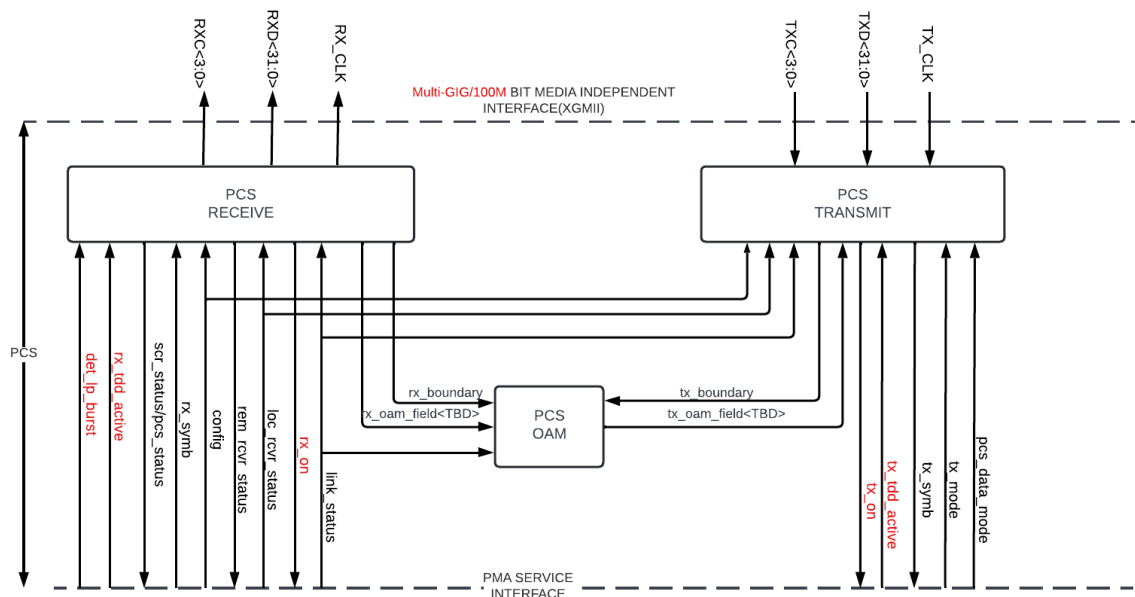 RXC<3:0>
RXD<31:0>
RX_CLK
TXC<3:0>
TXD<31:0>
TX_CLK
Multi-GIG/100M BIT MEDIA INDEPENDENT
INTERFACE(XGMII)
PCS
RECEIVE
PCS
TRANSMIT
PCS
det_lp_burst
rx_tdd_active
scr_status/pcs_status
rx_symb
config
rem_rcvr_status
loc_rcvr_status
rx_on
link_status
rx_boundary
rx_oam_field<TBD>
PCS
OAM
tx_boundary
tx_oam_field<TBD>
tx_on
tx_tdd_active
tx_symb
tx_mode
pcs_data_mode
PMA SERVICE
INTERFACE